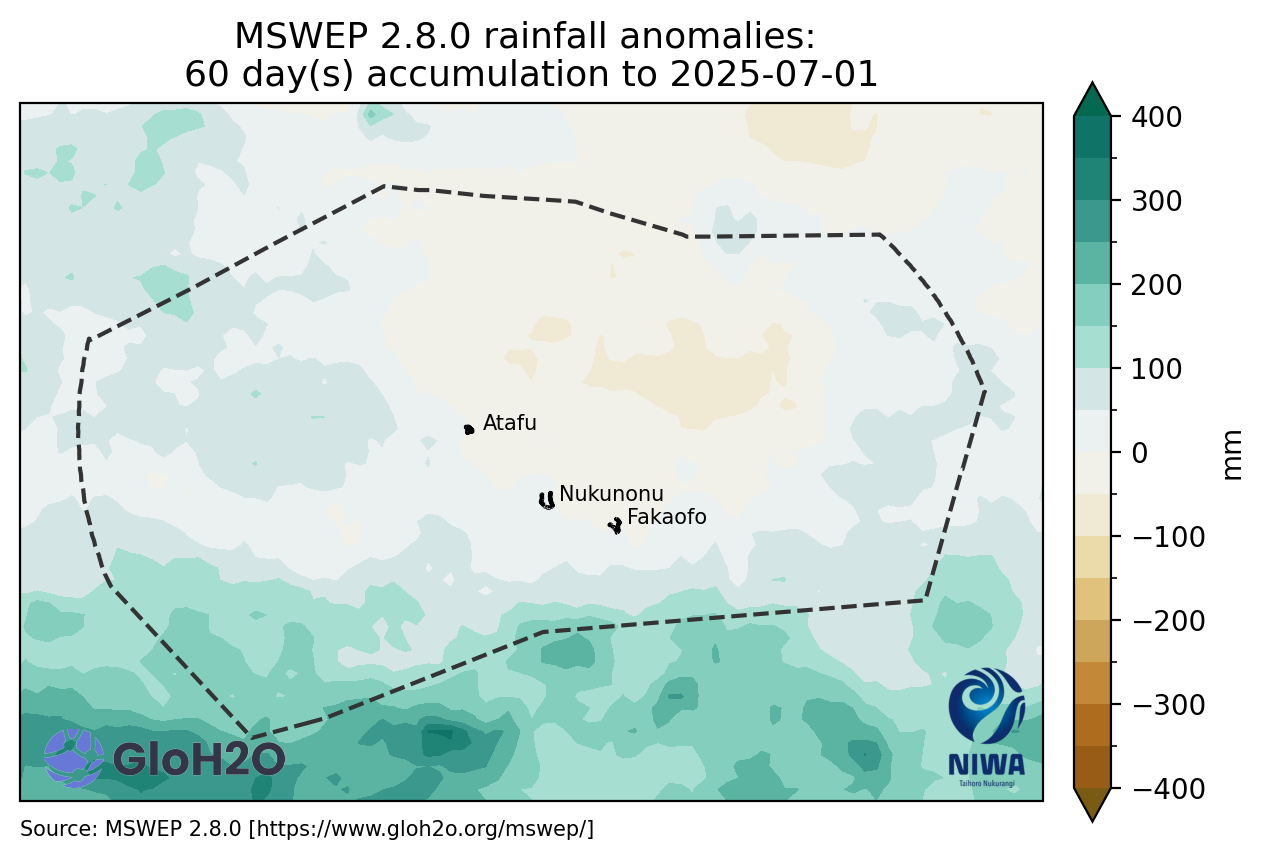 MSWEP 2.8.0 rainfall anomalies:
60 day(s) accumulation to 2025-07-01
400
300
200
100
0
−100
−200
−300
−400
mm
Atafu
Nukunonu
Fakaofo
GloH2O
NIWA
Taihoro Nukurangi
Source: MSWEP 2.8.0 [https://www.gloh2o.org/mswep/]